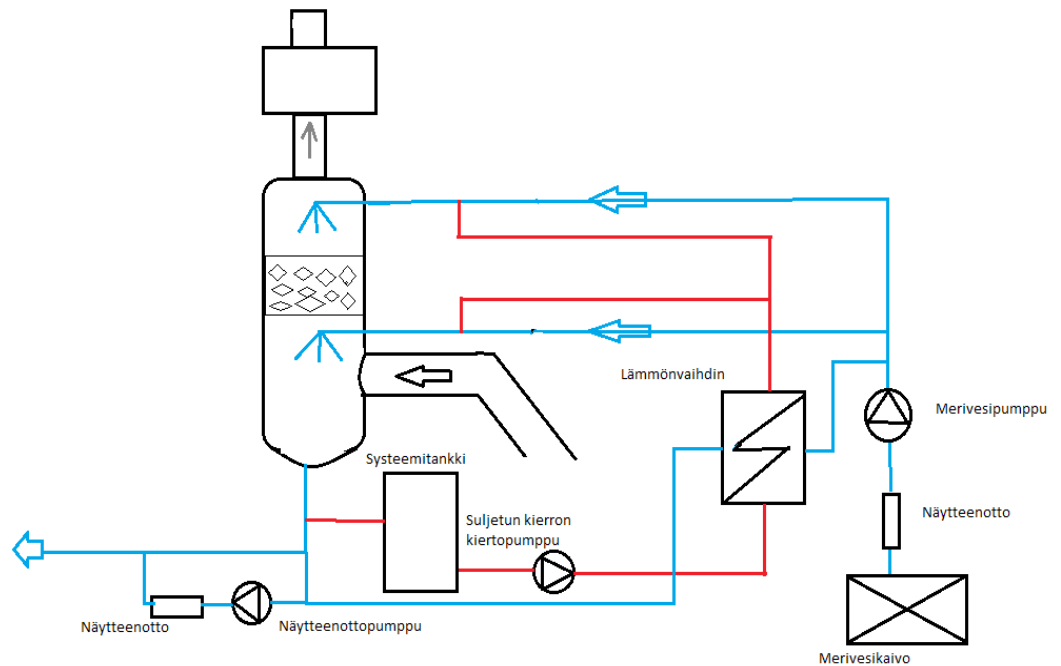 Lämmönvaihdin
Merivesipumppu
Systeemitankki
Suljetun kierron
kiertopumppu
Näytteenotto
Näytteenotto
Näytteenottopumppu
Merivesikaivo